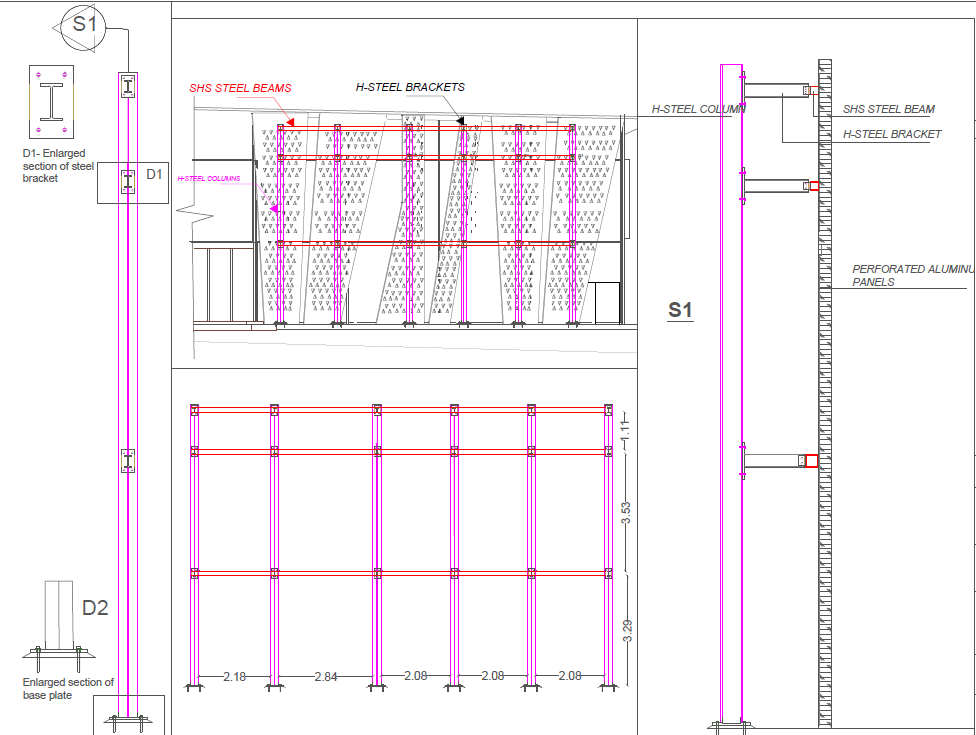 S1
D1- Enlarged
section of steel
bracket
D1
D2
Enlarged section of
base plate
SHS STEEL BEAMS
H-STEEL BRACKETS
H-STEEL COLUMNS
1.11
3.53
3.29
2.18
2.84
2.08
2.08
2.08
H-STEEL COLUMN
SHS STEEL BEAM
H-STEEL BRACKET
PERFORATED ALUMINU
PANELS
S1